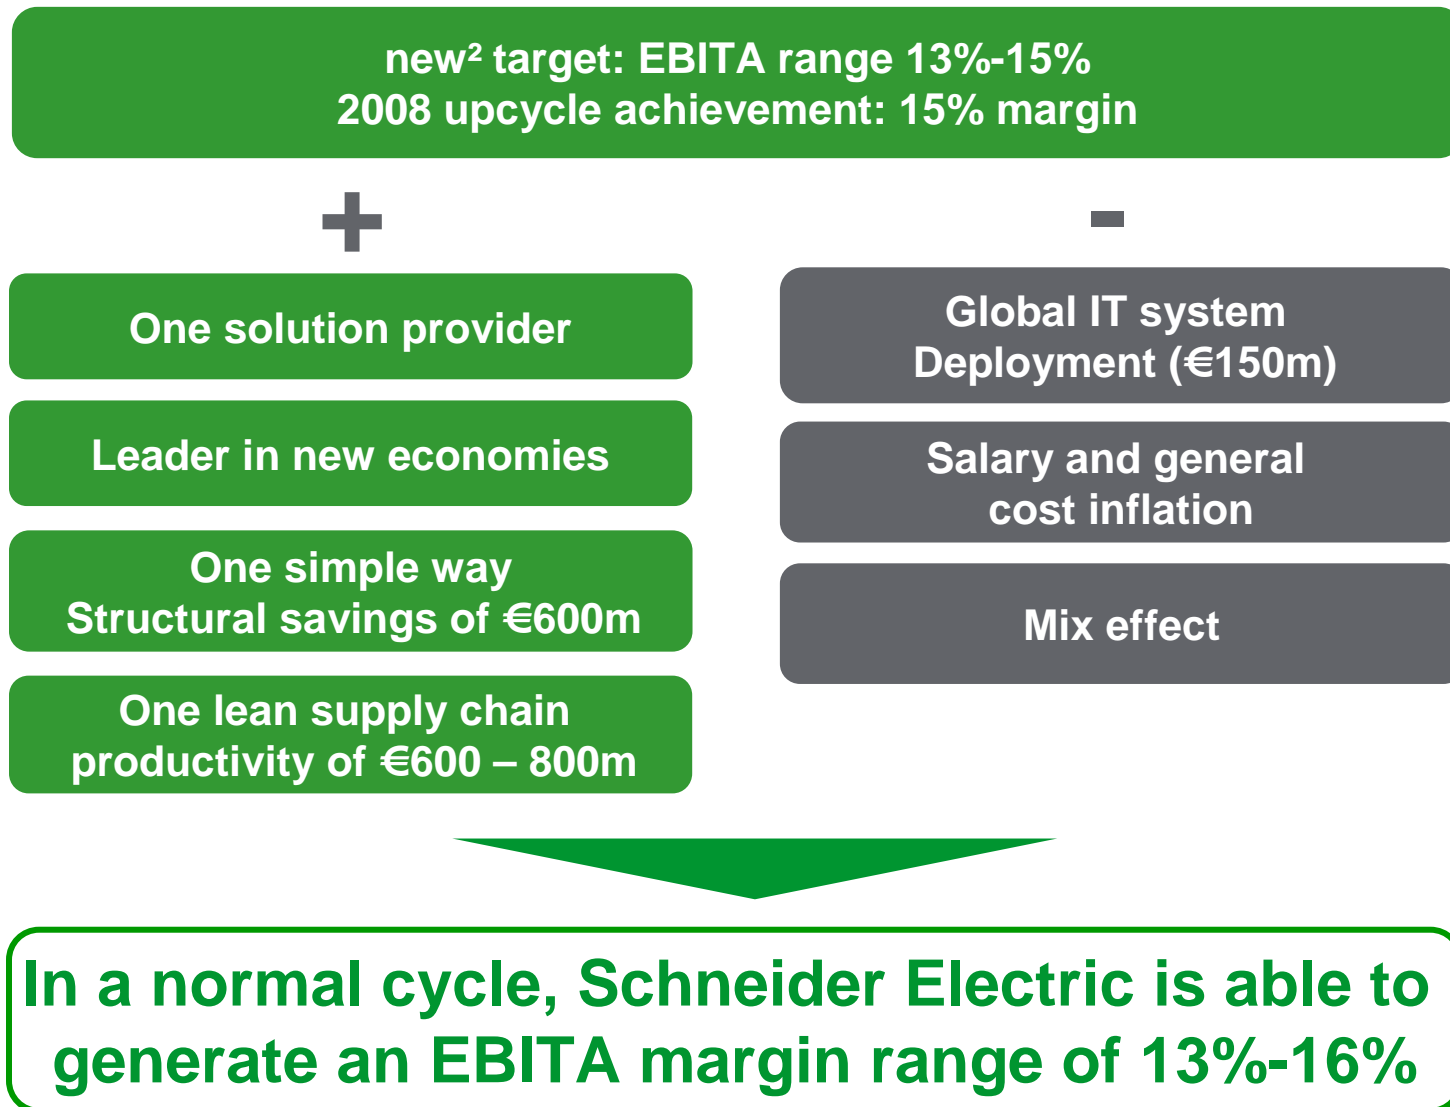 new² target: EBITA range 13%-15%
2008 upcycle achievement: 15% margin
+
-
One solution provider
Leader in new economies
One simple way
Structural savings of €600m
One lean supply chain
productivity of €600 – 800m
Global IT system
Deployment (€150m)
Salary and general
cost inflation
Mix effect
In a normal cycle, Schneider Electric is able to
generate an EBITA margin range of 13%-16%